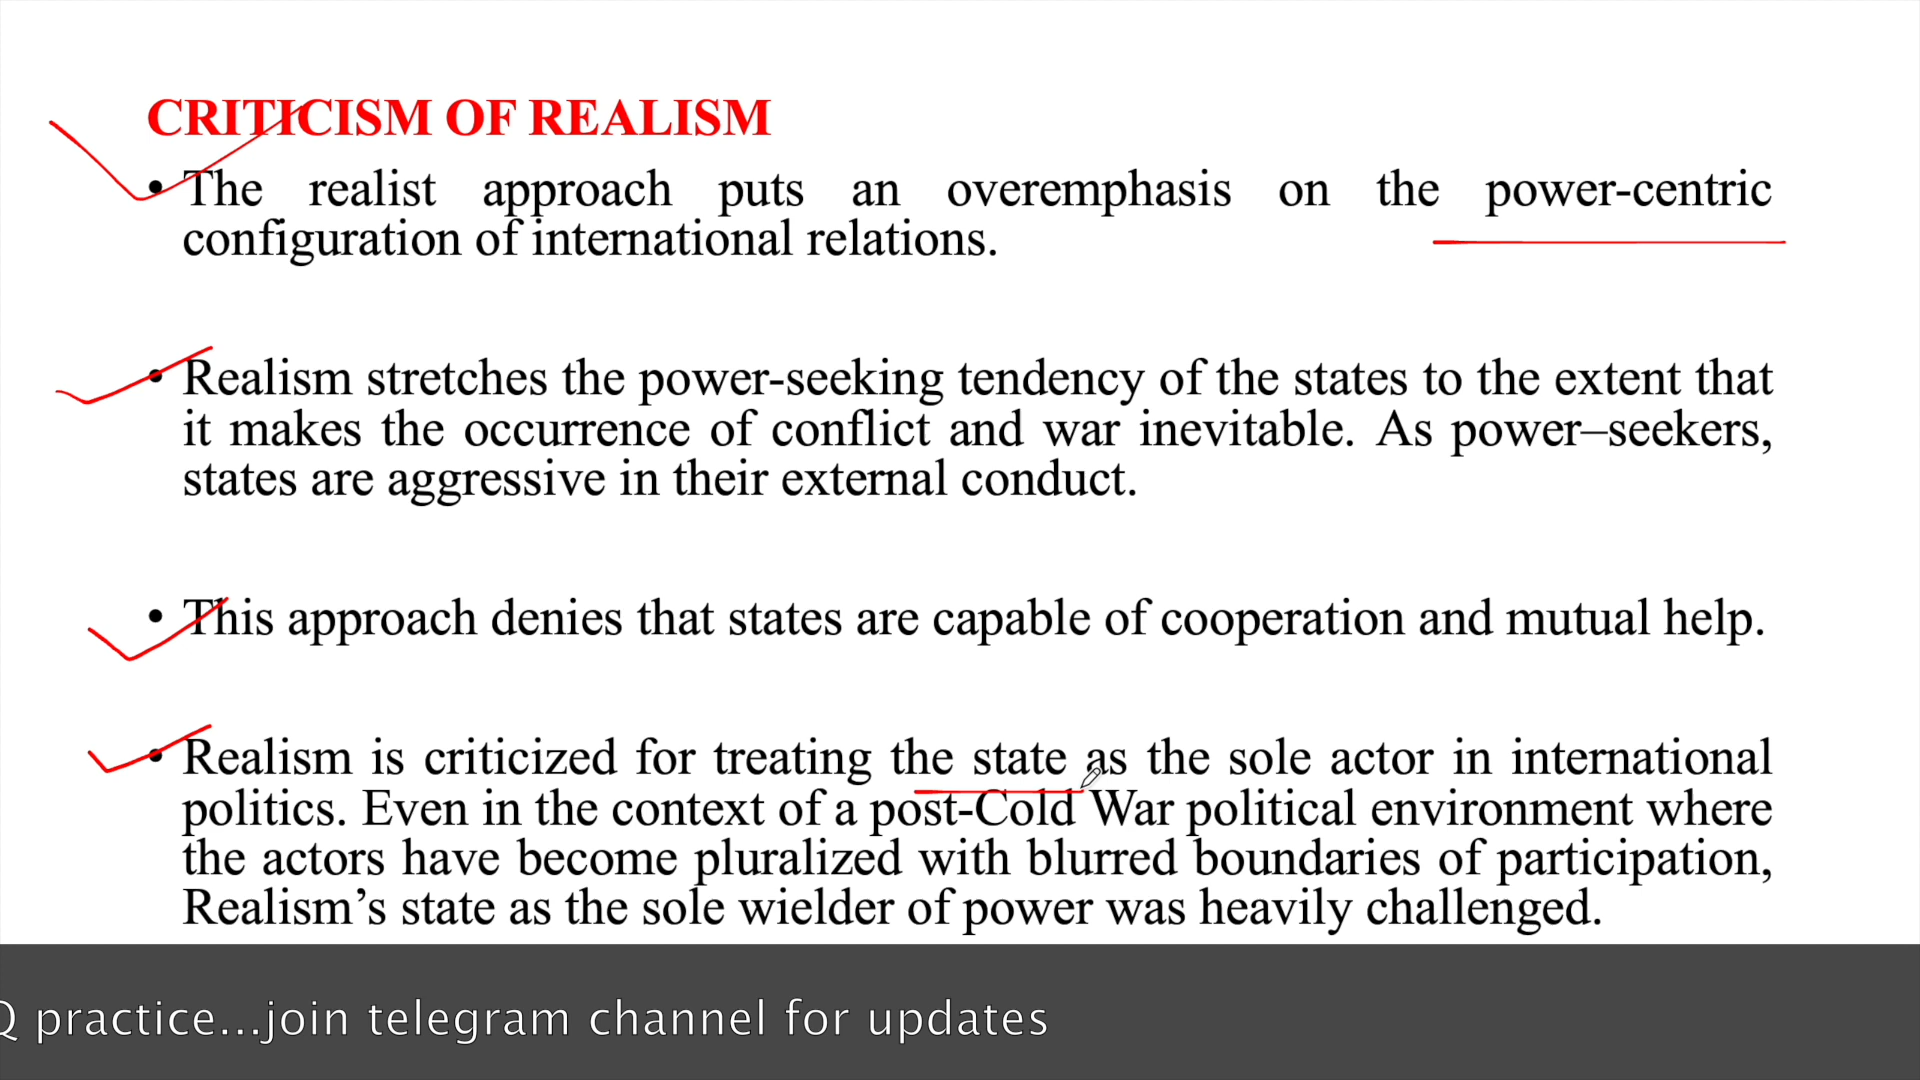 CRITICISM OF REALISM
• The realist approach puts an overemphasis on the power-centric
configuration of international relations.
• Realism stretches the power-seeking tendency of the states to the extent that
it makes the occurrence of conflict and war inevitable. As power–seekers,
states are aggressive in their external conduct.
• This approach denies that states are capable of cooperation and mutual help.
• Realism is criticized for treating the state as the sole actor in international
politics. Even in the context of a post-Cold War political environment where
the actors have become pluralized with blurred boundaries of participation,
Realism’s state as the sole wielder of power was heavily challenged.
Q practice...join telegram channel for updates